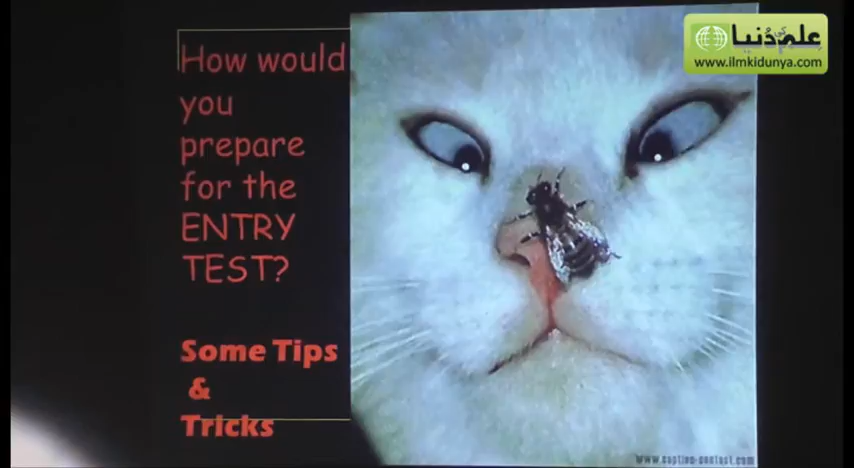 How would
you
prepare
for the
ENTRY
TEST?
Some Tips
&
Tricks
علم کی دُنیا
www.ilmkidunya.com
www.caption-contest.com